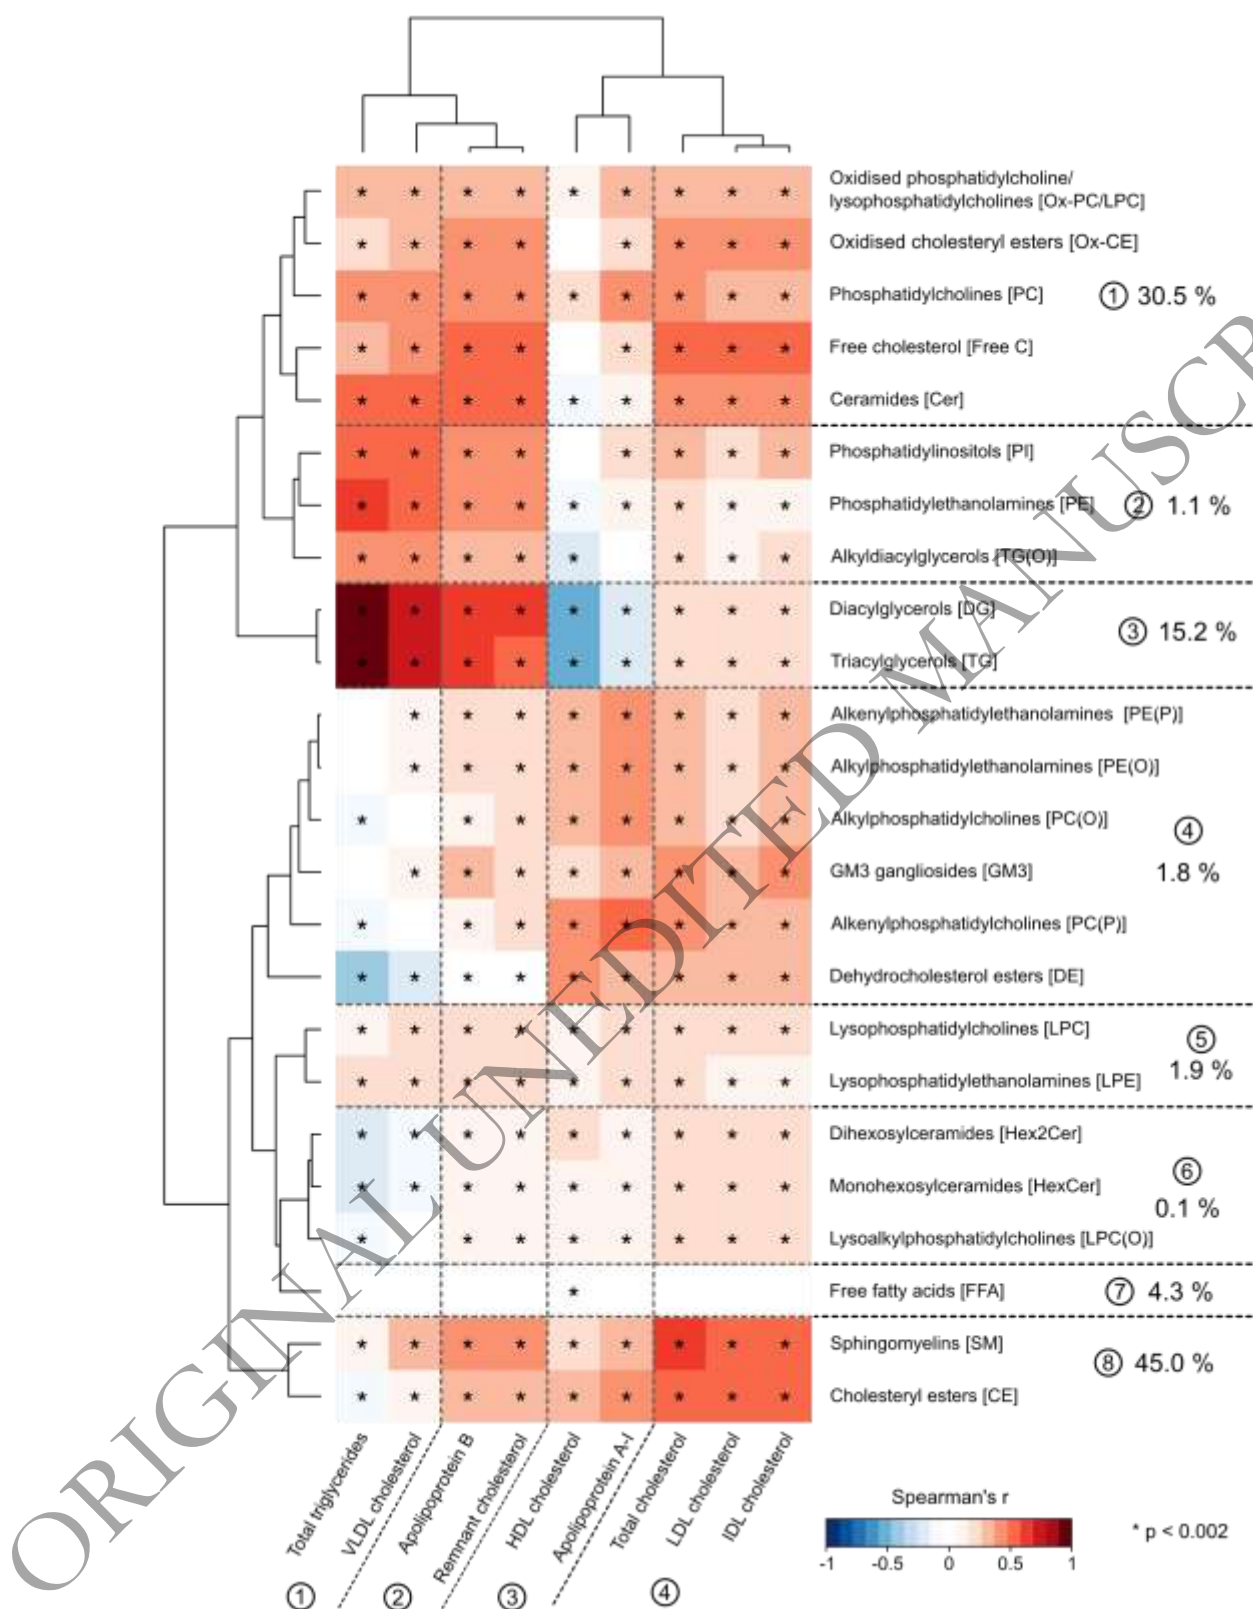 Oxidised phosphatidylcholine/
lysophosphatidylcholines [Ox-PC/LPC]
Oxidised cholesteryl esters [Ox-CE]
Phosphatidylcholines [PC]
① 30.5 %
Free cholesterol [Free C]
Ceramides [Cer]
Phosphatidylinositols [PI]
Phosphatidylethanolamines [PE]
② 1.1 %
Alkyldiacylglycerols [TG(O)]
Diacylglycerols [DG]
③ 15.2 %
Triacylglycerols [TG]
Alkenylphosphatidylethanolamines [PE(P)]
Alkylphosphatidylethanolamines [PE(O)]
Alkylphosphatidylcholines [PC(O)]
④
GM3 gangliosides [GM3]
1.8 %
Alkenylphosphatidylcholines [PC(P)]
Dehydrocholesterol esters [DE]
Lysophosphatidylcholines [LPC]
⑤
1.9 %
Lysophosphatidylethanolamines [LPE]
Dihexosylceramides [Hex2Cer]
⑥
Monohexosylceramides [HexCer]
0.1 %
Lysoalkylphosphatidylcholines [LPC(O)]
Free fatty acids [FFA]
⑦ 4.3 %
Sphingomyelins [SM]
⑧ 45.0 %
Cholesteryl esters [CE]
Total triglycerides
VLDL cholesterol
Apolipoprotein B
Remnant cholesterol
HDL cholesterol
Apolipoprotein A-I
Total cholesterol
LDL cholesterol
IDL cholesterol
① ② ③ ④
Spearman's r
-1 -0.5 0 0.5 1
* p < 0.002
ORIGINAL UNEDITED MANUSCR